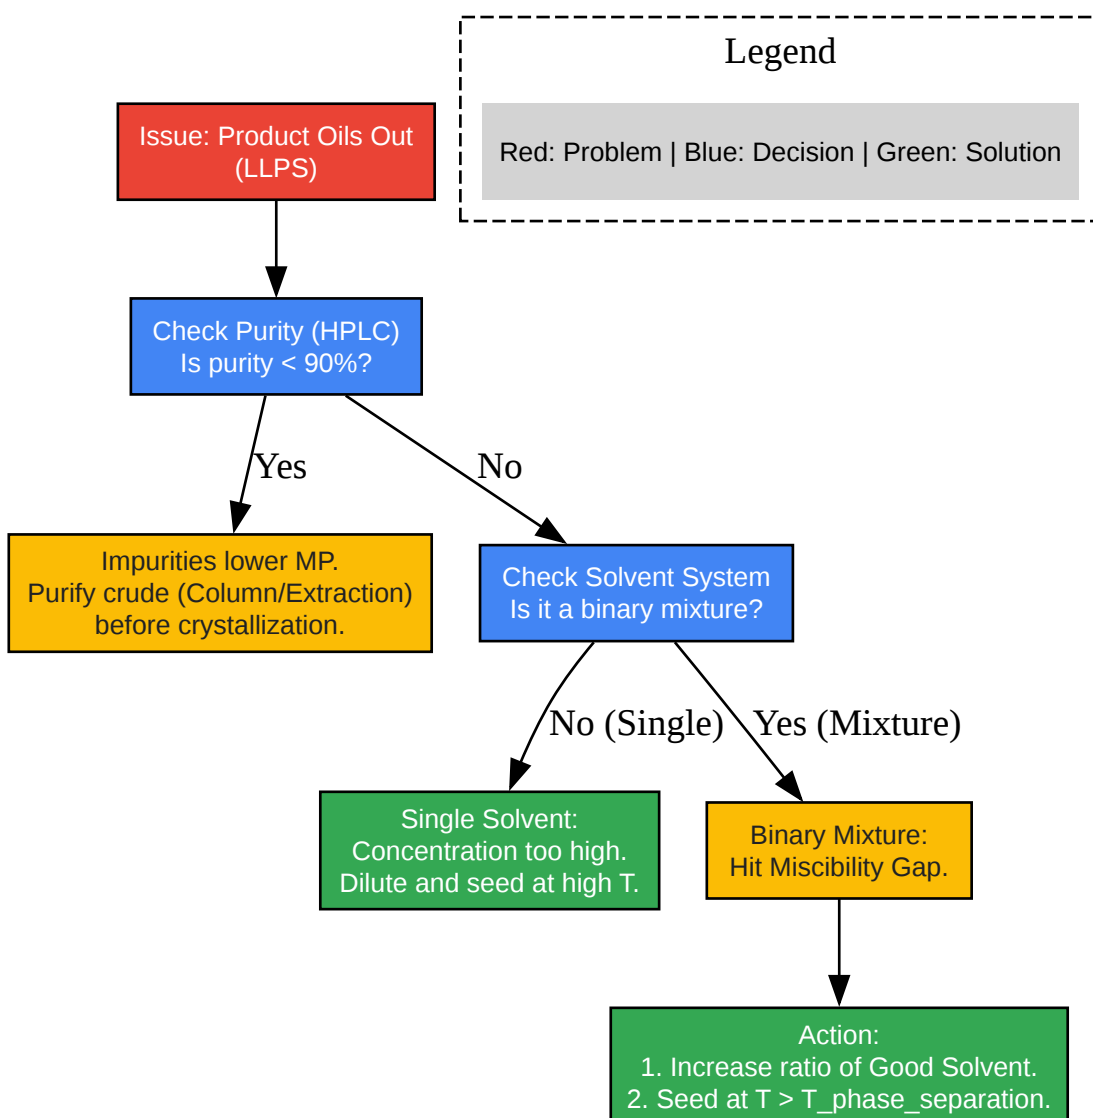 Legend
Red: Problem | Blue: Decision | Green: Solution
Issue: Product Oils Out
(LLPS)
Check Purity (HPLC)
Is purity < 90%?
Yes
No
Impurities lower MP.
Purify crude (Column/Extraction)
before crystallization.
Check Solvent System
Is it a binary mixture?
No (Single)
Yes (Mixture)
Single Solvent:
Concentration too high.
Dilute and seed at high T.
Binary Mixture:
Hit Miscibility Gap.
Action:
1. Increase ratio of Good Solvent.
2. Seed at T > T_phase_separation.